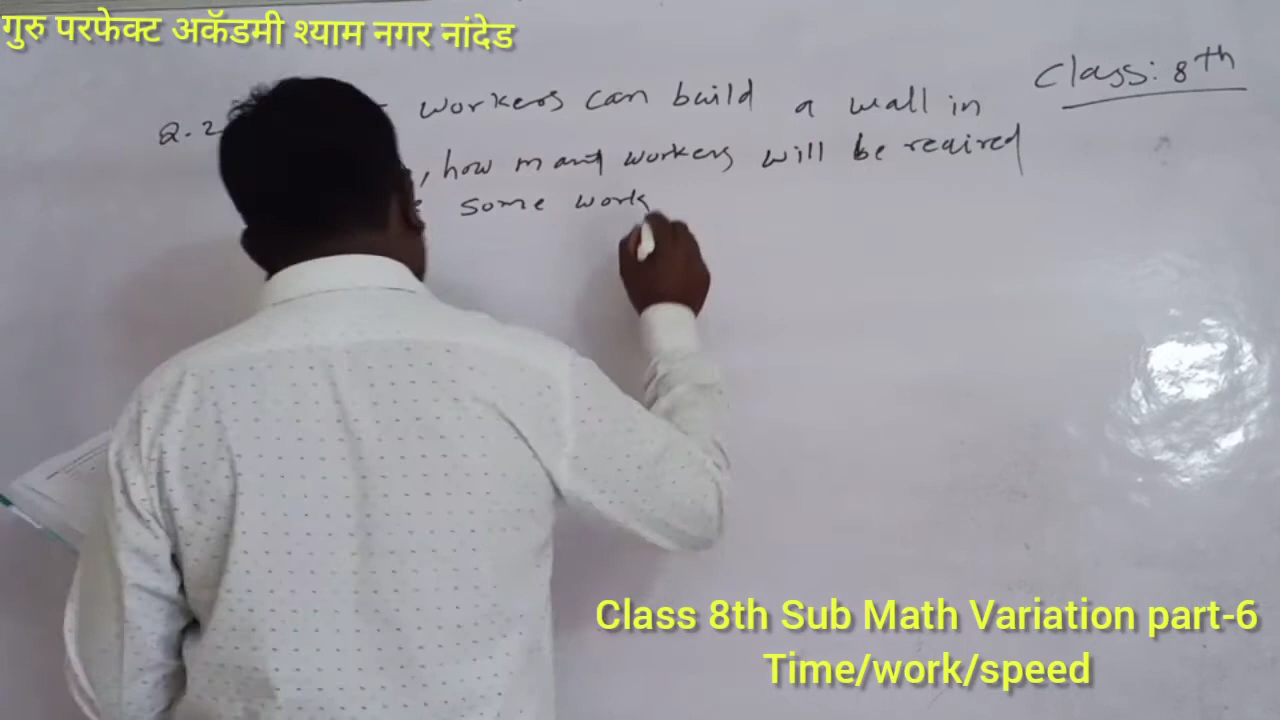 गुरु परफेक्ट अकॅडमी श्याम नगर नांदेड
Class: 8th
Q.2 workers can build a wall in
, how many workers will be reaired
some work
Class 8th Sub Math Variation part-6
Time/work/speed